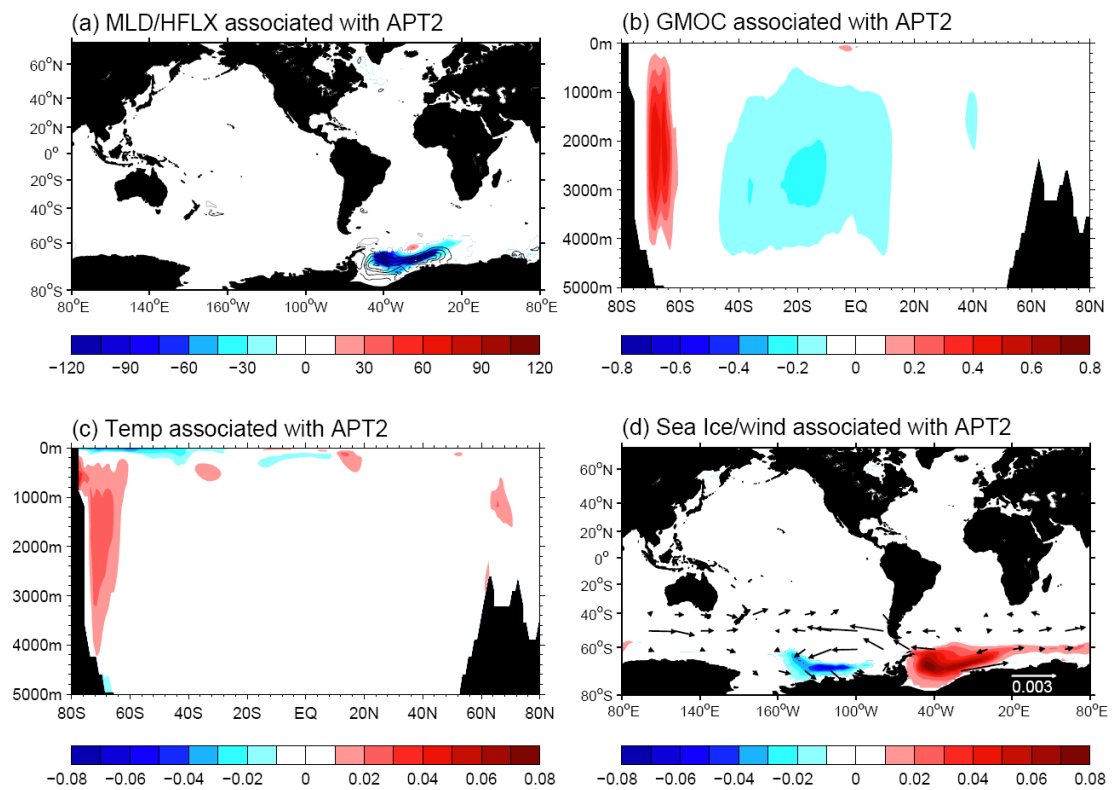 (a) MLD/HFLX associated with APT2
60°N
40°N
20°N
0°
20°S
40°S
60°S
80°S
80°E 140°E 160°W 100°W 40°W 20°E 80°E
−120 −90 −60 −30 0 30 60 90 120
(b) GMOC associated with APT2
0m
1000m
2000m
3000m
4000m
5000m
80S 60S 40S 20S EQ 20N 40N 60N 80N
−0.8 −0.6 −0.4 −0.2 0 0.2 0.4 0.6 0.8
(c) Temp associated with APT2
0m
1000m
2000m
3000m
4000m
5000m
80S 60S 40S 20S EQ 20N 40N 60N 80N
−0.08 −0.06 −0.04 −0.02 0 0.02 0.04 0.06 0.08
(d) Sea Ice/wind associated with APT2
60°N
40°N
20°N
0°
20°S
40°S
60°S
80°S
0.003
80°E 140°E 160°W 100°W 40°W 20°E 80°E
−0.08 −0.06 −0.04 −0.02 0 0.02 0.04 0.06 0.08